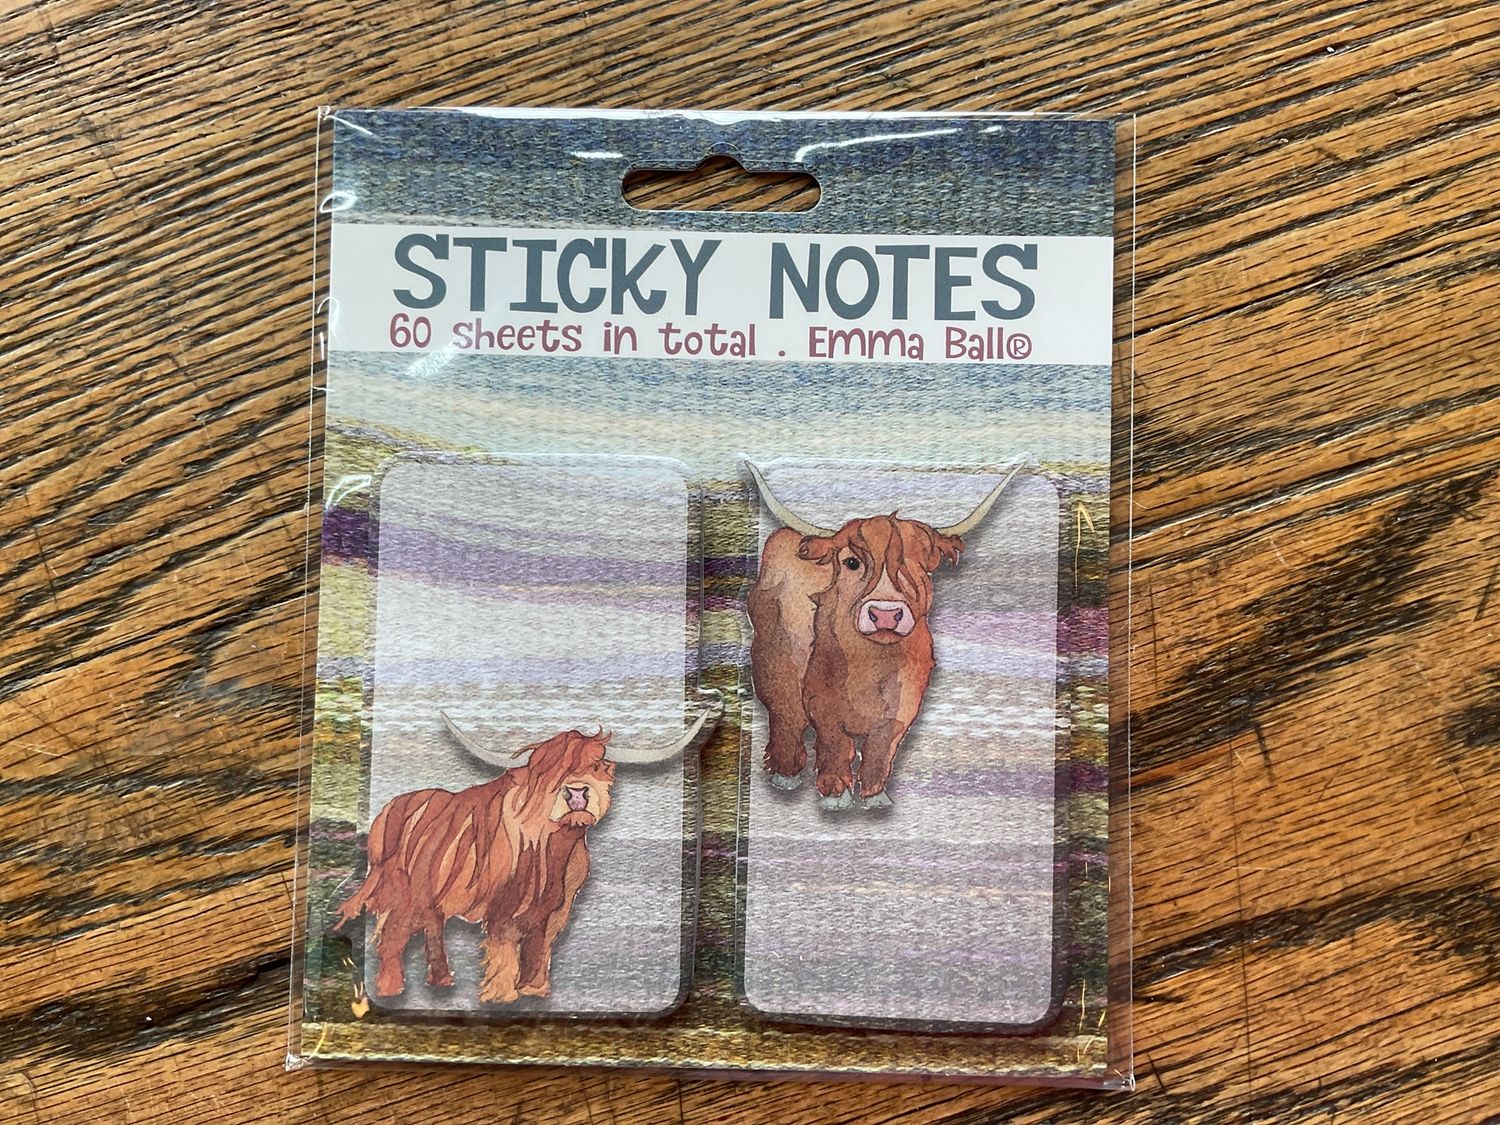 STICKY NOTES
60 sheets in total . Emma Ball®